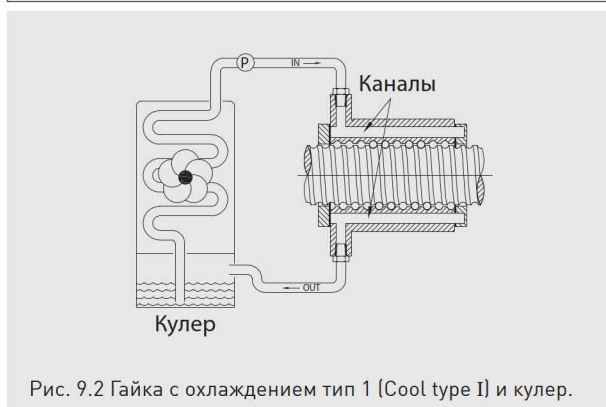 P
IN
Каналы
OUT
Кулер
Рис. 9.2 Гайка с охлаждением тип 1 (Cool type I) и кулер.